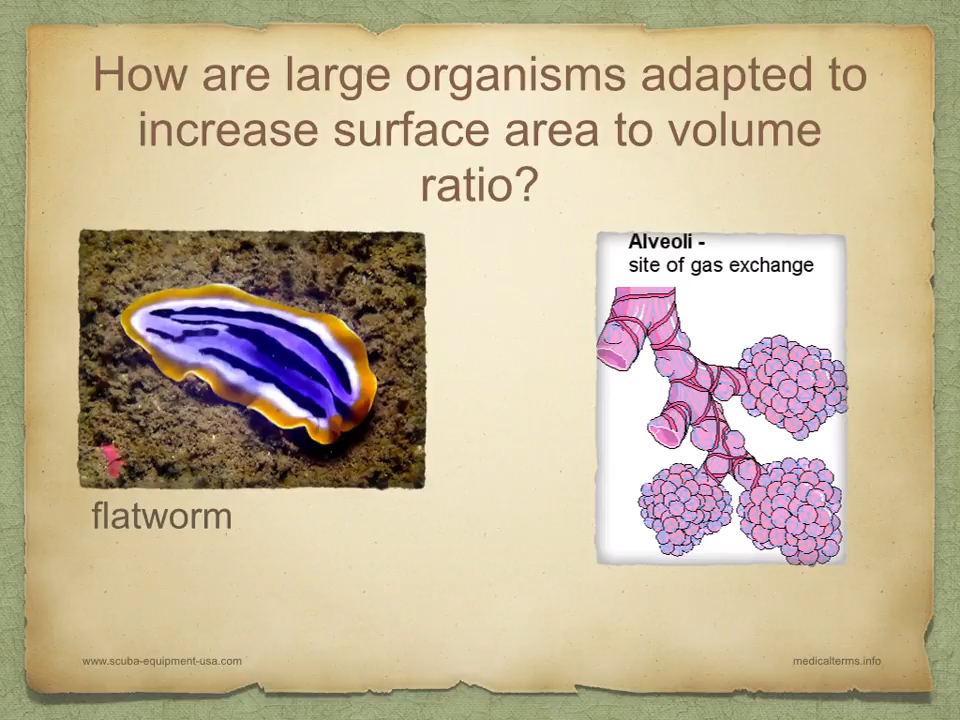 How are large organisms adapted to
increase surface area to volume
ratio?
Alveoli -
site of gas exchange
flatworm
www.scuba-equipment-usa.com
medicalterms.info